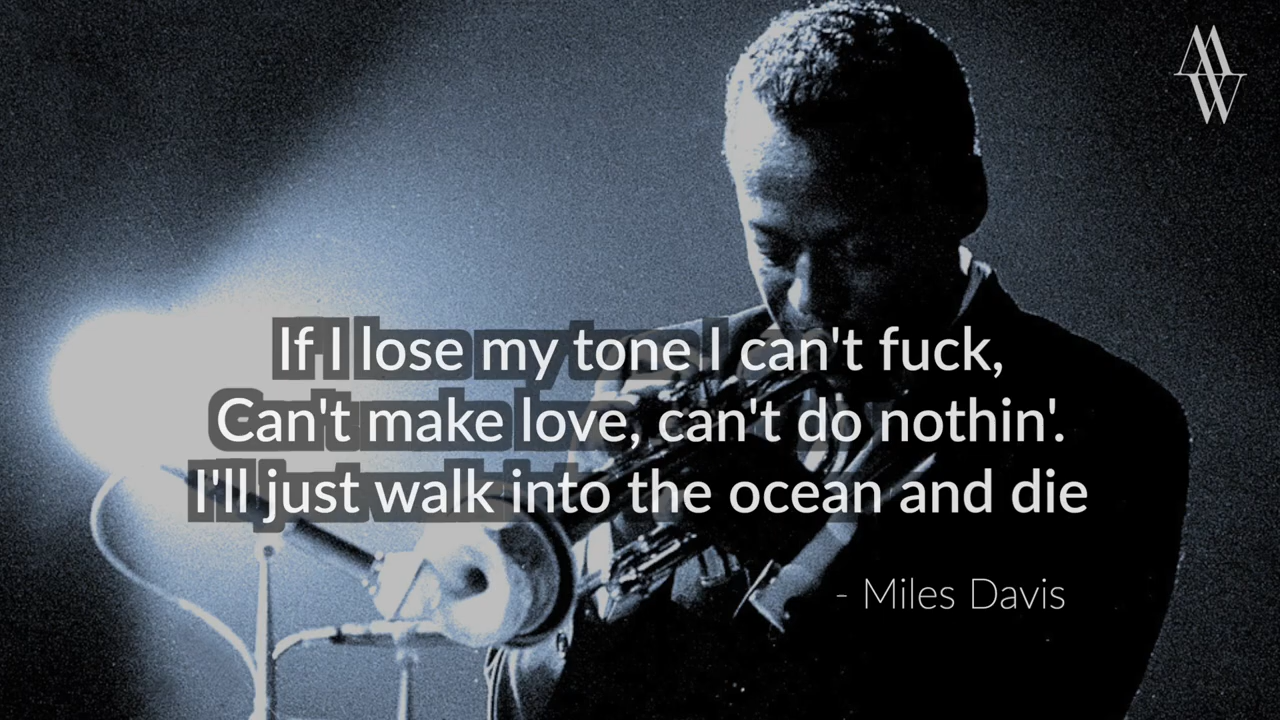 If I lose my tone I can't fuck,
Can't make love, can't do nothin'.
I'll just walk into the ocean and die
- Miles Davis
MW